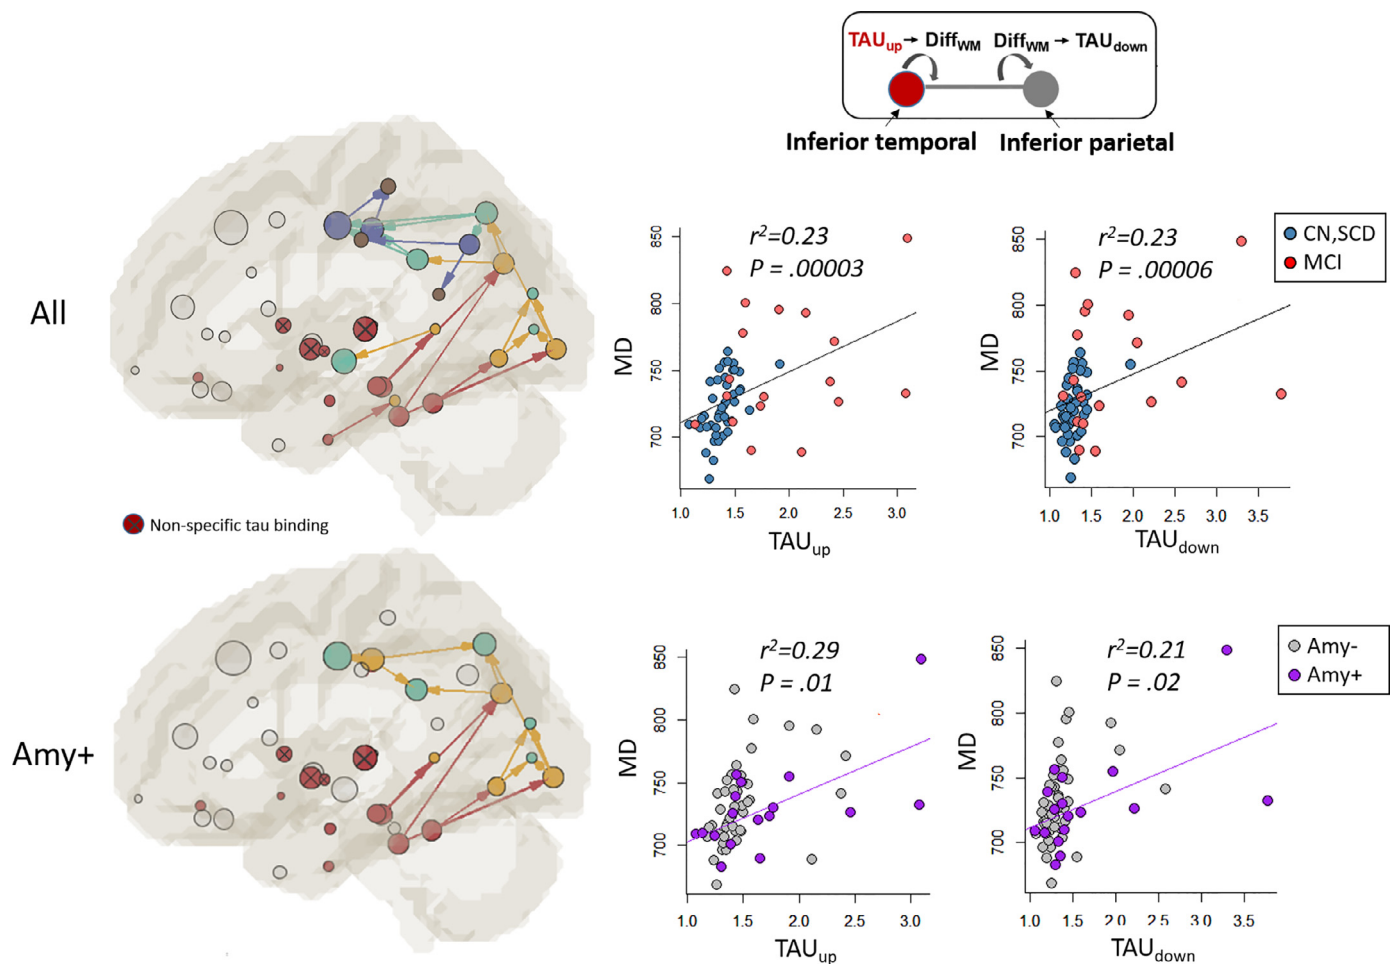 TAUup → DiffWM DiffWM → TAUdown
Inferior temporal Inferior parietal
All
Non-specific tau binding
MD
850
800
750
700
r²=0.23
P = .00003
1.0 1.5 2.0 2.5 3.0
TAUup
MD
850
800
750
700
r²=0.23
P = .00006
1.0 1.5 2.0 2.5 3.0 3.5
TAUdown
CN,SCD
MCI
Amy+
MD
850
800
750
700
r²=0.29
P = .01
1.0 1.5 2.0 2.5 3.0
TAUup
MD
850
800
750
700
r²=0.21
P = .02
1.0 1.5 2.0 2.5 3.0 3.5
TAUdown
Amy-
Amy+